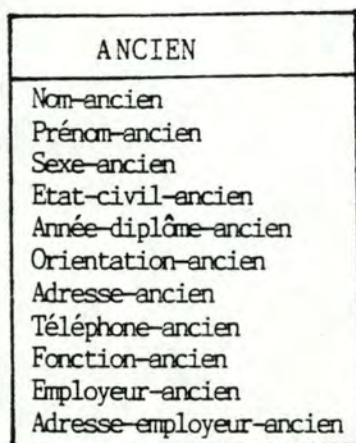 ANCIEN
Nom-ancien
Prénom-ancien
Sexe-ancien
Etat-civil-ancien
Année-diplôme-ancien
Orientation-ancien
Adresse-ancien
Téléphone-ancien
Fonction-ancien
Employeur-ancien
Adresse-employeur-ancien